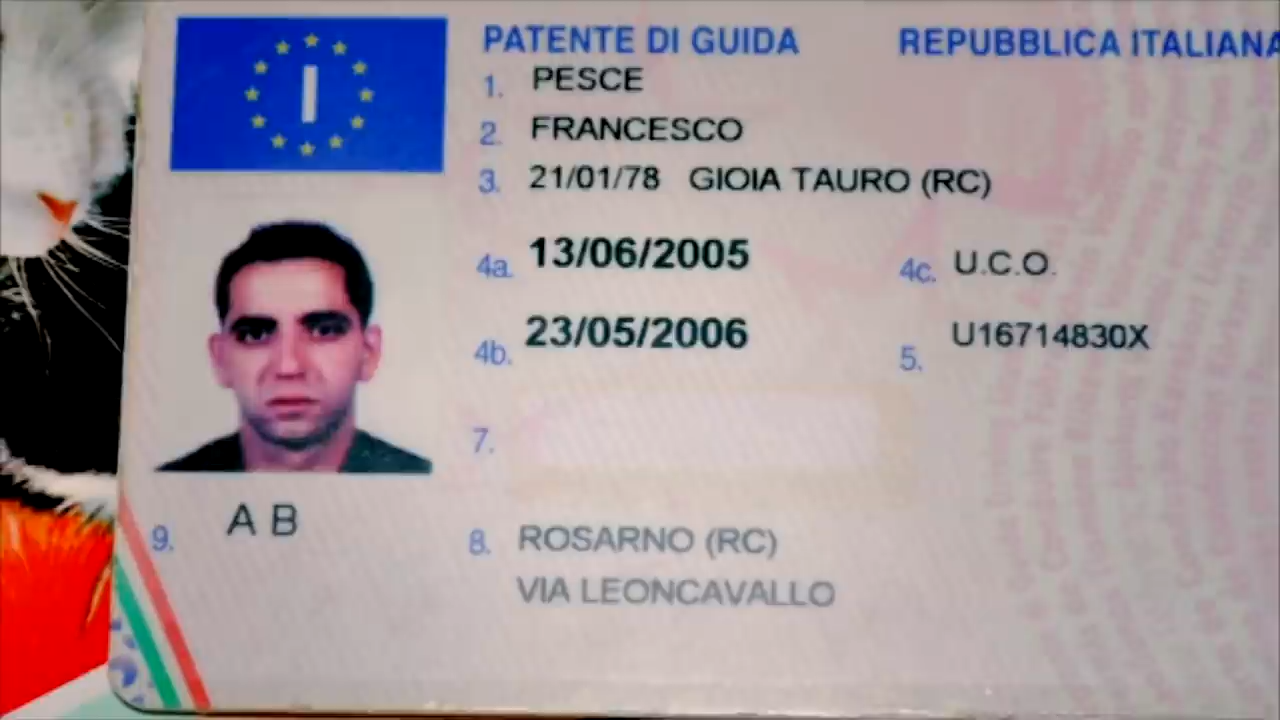 I
PATENTE DI GUIDA REPUBBLICA ITALIANA
1. PESCE
2. FRANCESCO
3. 21/01/78 GIOIA TAURO (RC)
4a. 13/06/2005 4c. U.C.O.
4b. 23/05/2006 5. U16714830X
7.
9. A B
8. ROSARNO (RC)
VIA LEONCAVALLO